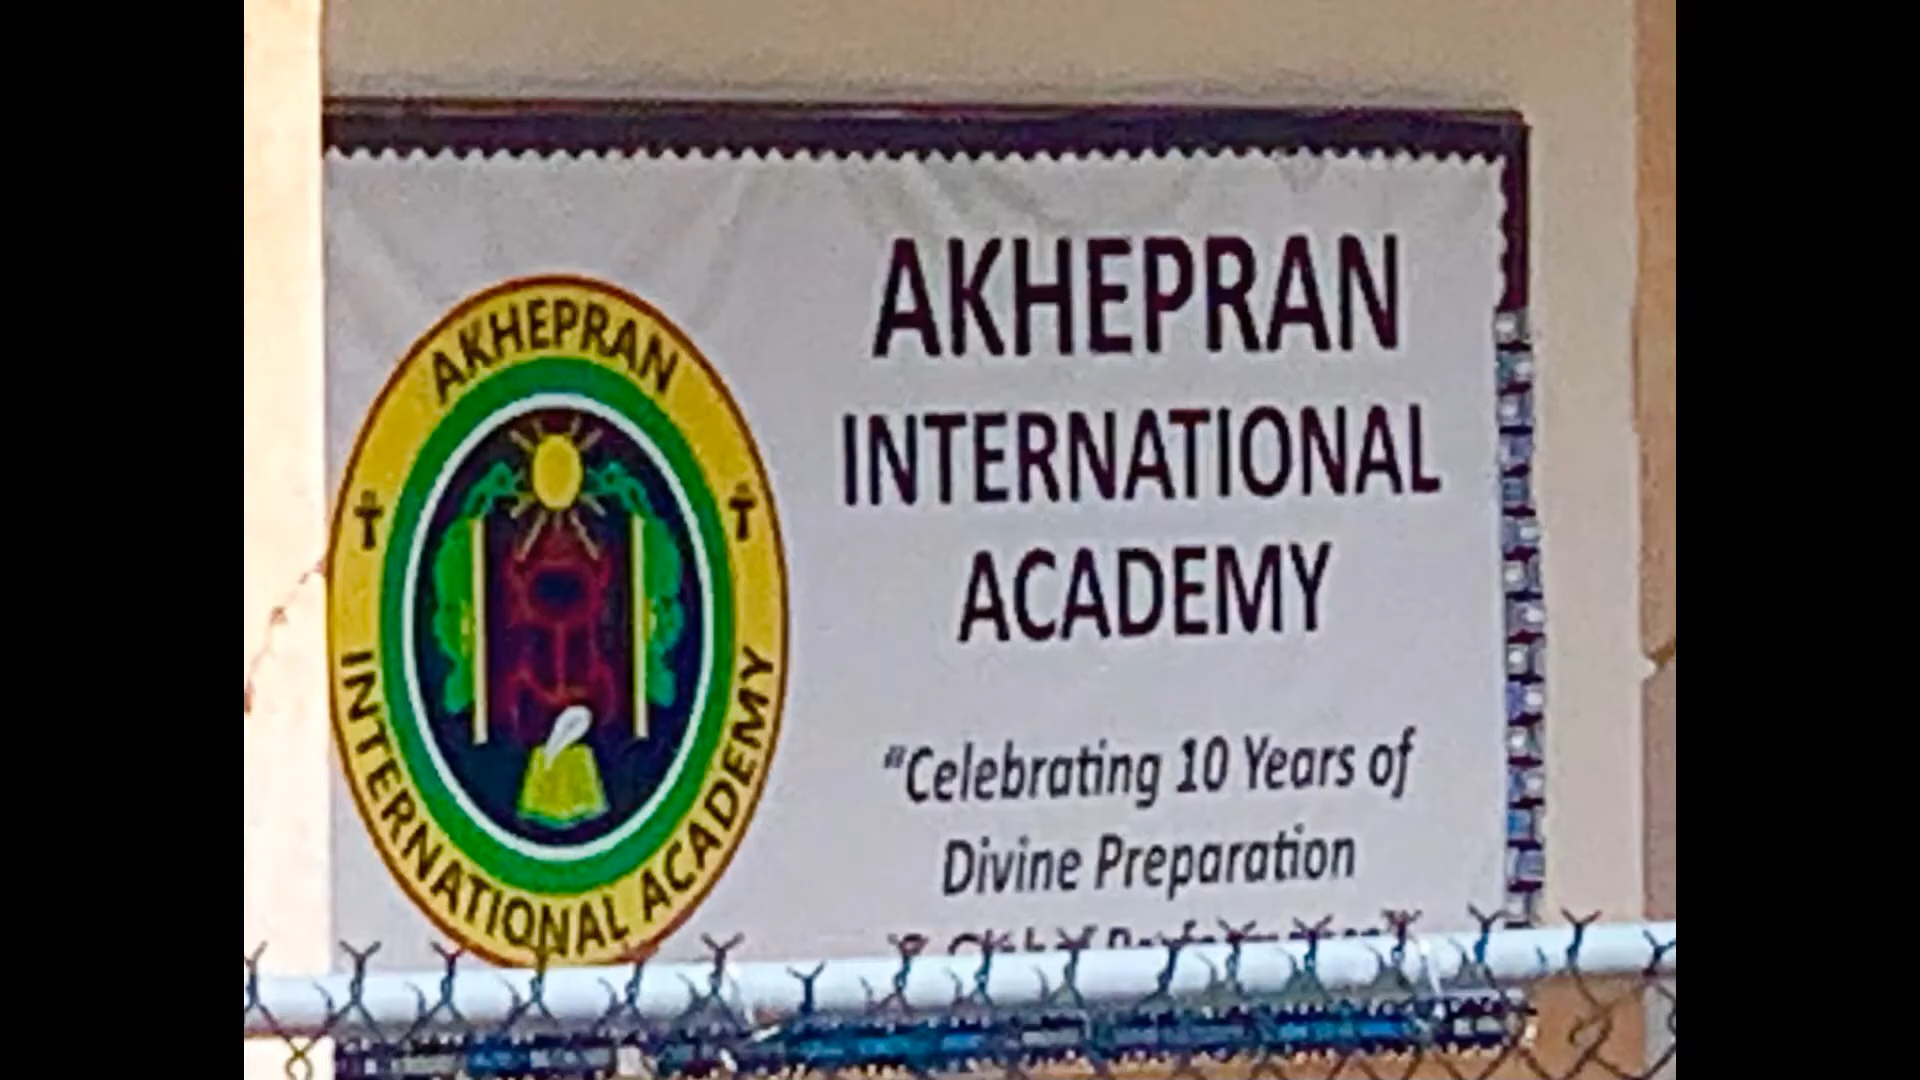 AKHEPRAN
INTERNATIONAL ACADEMY
AKHEPRAN
INTERNATIONAL
ACADEMY
"Celebrating 10 Years of
Divine Preparation
&